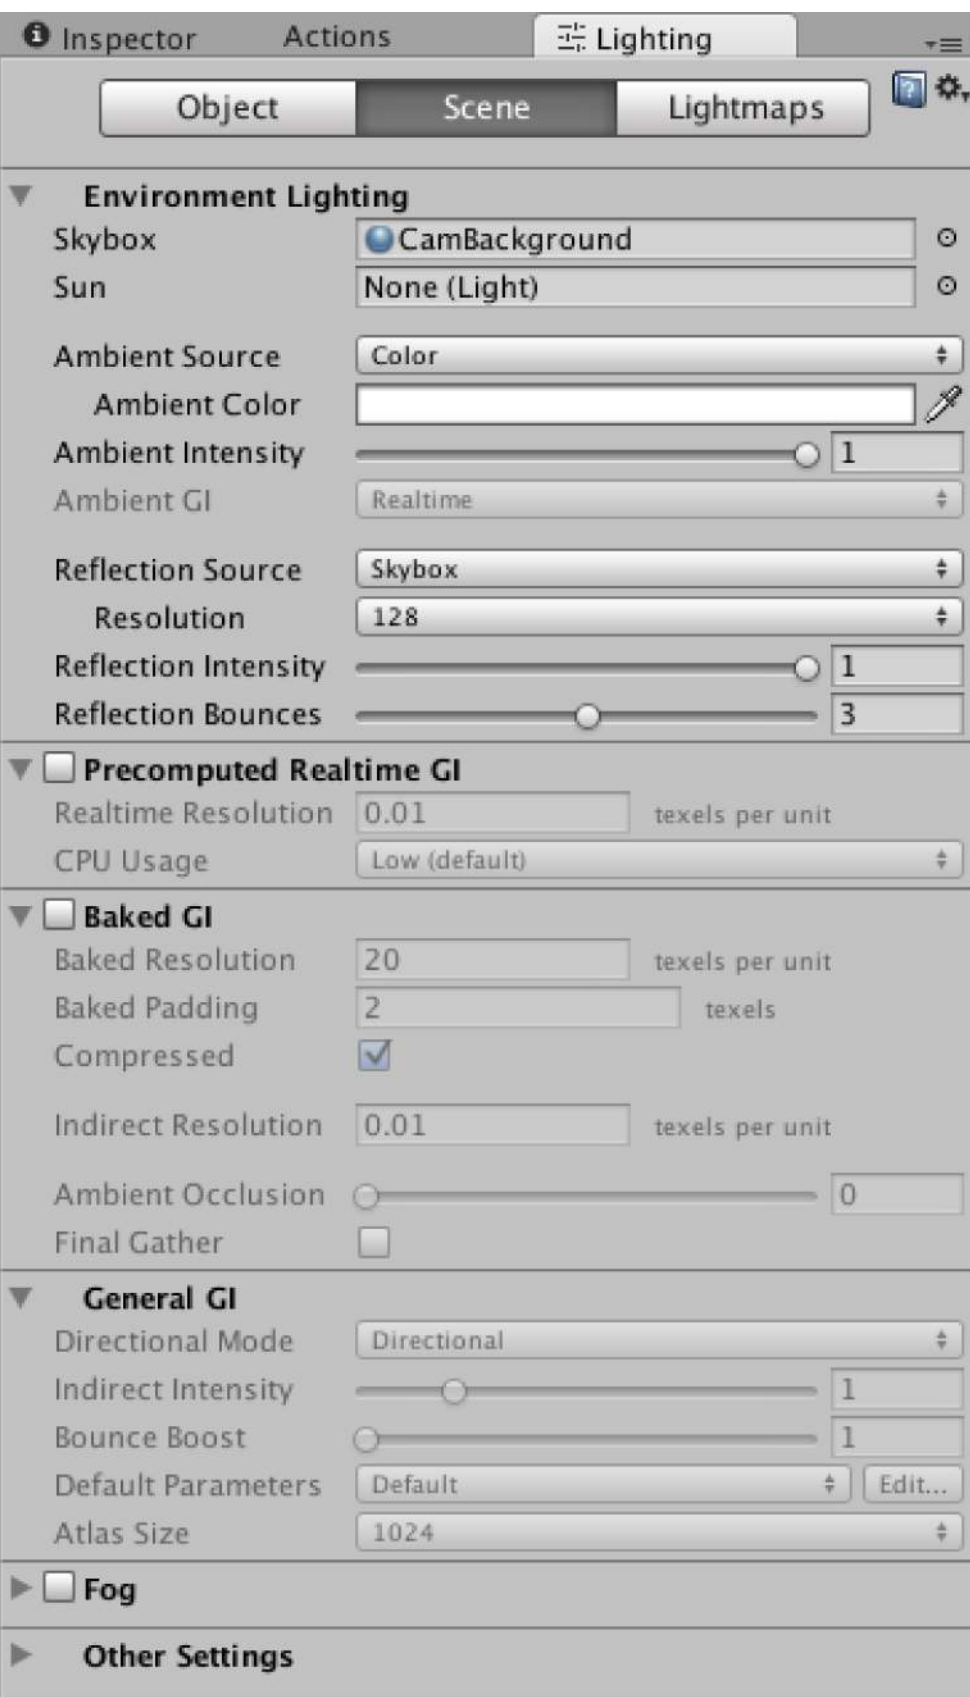 Inspector Actions Lighting
Object Scene Lightmaps
Environment Lighting
Skybox CamBackground
Sun None (Light)
Ambient Source Color
Ambient Color
Ambient Intensity 1
Ambient GI Realtime
Reflection Source Skybox
Resolution 128
Reflection Intensity 1
Reflection Bounces 3
Precomputed Realtime GI
Realtime Resolution 0.01 texels per unit
CPU Usage Low (default)
Baked GI
Baked Resolution 20 texels per unit
Baked Padding 2 texels
Compressed
Indirect Resolution 0.01 texels per unit
Ambient Occlusion 0
Final Gather
General GI
Directional Mode Directional
Indirect Intensity 1
Bounce Boost 1
Default Parameters Default Edit...
Atlas Size 1024
Fog
Other Settings